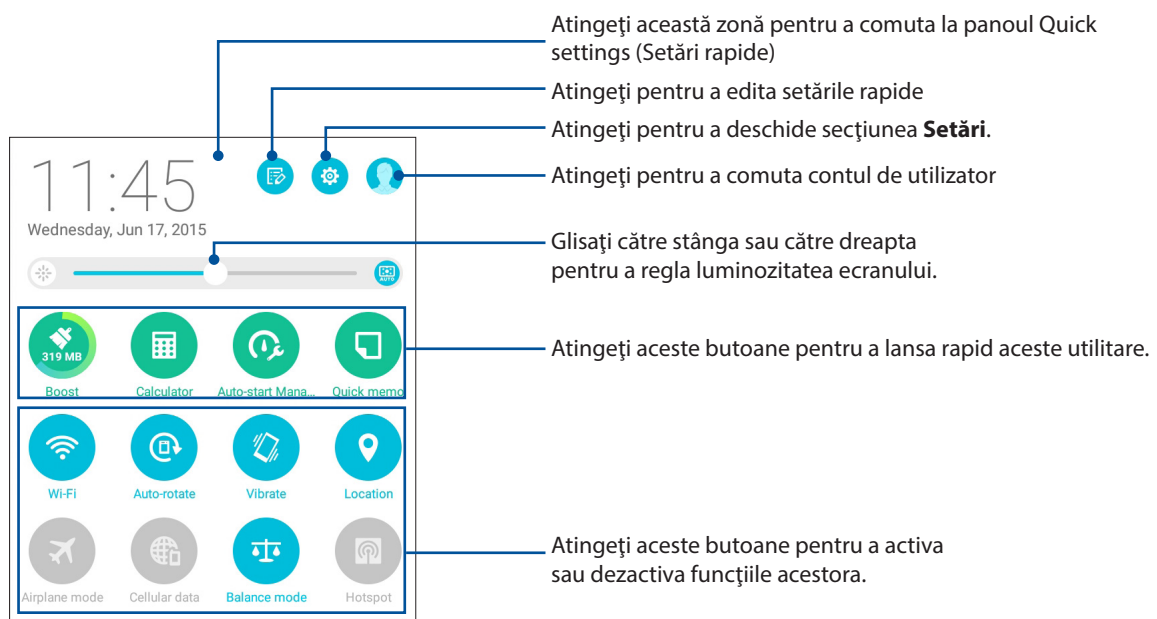 Atingeţi această zonă pentru a comuta la panoul Quick
settings (Setări rapide)
Atingeţi pentru a edita setările rapide
Atingeţi pentru a deschide secţiunea Setări.
Atingeţi pentru a comuta contul de utilizator
Glisaţi către stânga sau către dreapta
pentru a regla luminozitatea ecranului.
Atingeţi aceste butoane pentru a lansa rapid aceste utilitare.
Atingeţi aceste butoane pentru a activa
sau dezactiva funcţiile acestora.
11:45
Wednesday, Jun 17, 2015
AUTO
319 MB
Boost Calculator Auto-start Mana... Quick memo
Wi-Fi Auto-rotate Vibrate Location
Airplane mode Cellular data Balance mode Hotspot